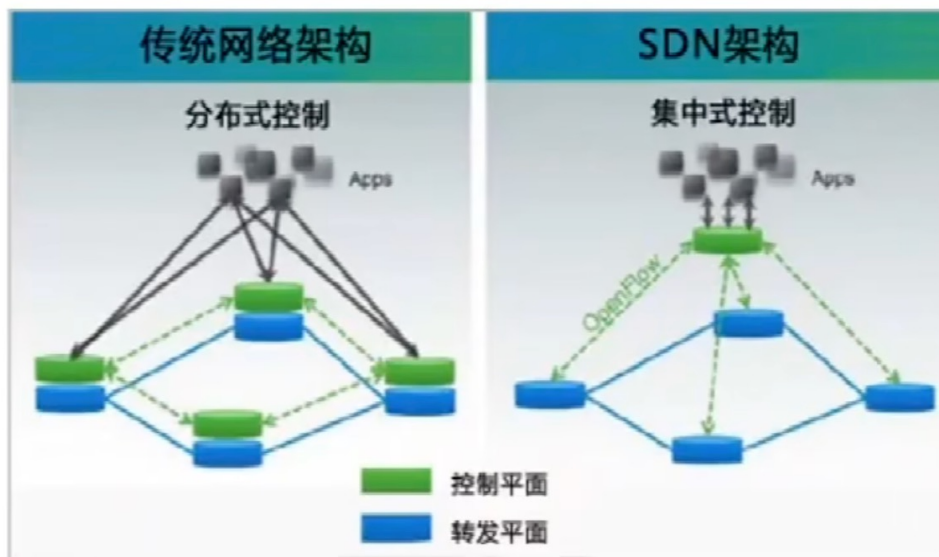 传统网络架构
分布式控制
Apps
SDN架构
集中式控制
Apps
OpenFlow
控制平面
转发平面